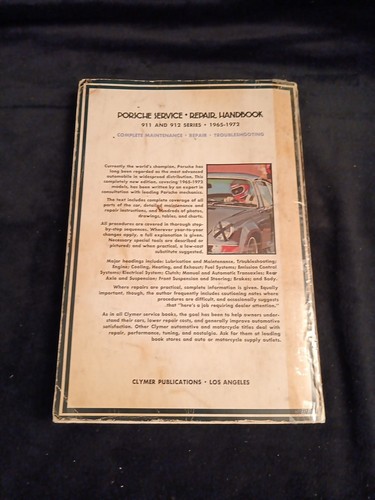 PORSCHE SERVICE • REPAIR, HANDBOOK
911 AND 912 SERIES • 1965-1972
COMPLETE MAINTENANCE • REPAIR • TROUBLESHOOTING
Currently the world's champion, Porsche has
long been regarded as the most advanced
automobile in widespread distribution. This
completely new edition, covering 1965-1972
models, has been written by an expert in
consultation with leading Porsche mechanics.
The text includes complete coverage of all
parts of the car, detailed maintenance and
repair instructions, and hundreds of photos,
drawings, tables, and charts.
All procedures are covered in thorough step-
by-step sequences. Wherever year-to-year
changes apply, a full explanation is given.
Necessary special tools are described or
pictured; and when practical, a low-cost
substitute suggested.
Major headings include: Lubrication and Maintenance, Troubleshooting;
Engine; Cooling, Heating, and Exhaust; Fuel Systems; Emission Control
Systems; Electrical System; Clutch; Manual and Automatic Transaxles; Rear
Axle and Suspension; Front Suspension and Steering; Brakes; and Body.
Where repairs are practical, complete information is given. Equally
important, though, the author frequently includes cautioning notes where
procedures are difficult, and occasionally suggests
that "here's a job requiring dealer attention."
As in all Clymer service books, the goal has been to help owners under-
stand their cars, lower repair costs, and generally improve automotive
satisfaction. Other Clymer automotive and motorcycle titles deal with
repair, performance, tuning, and nostalgia. Ask for them at leading
book stores and auto or motorcycle supply outlets.
CLYMER PUBLICATIONS • LOS ANGELES